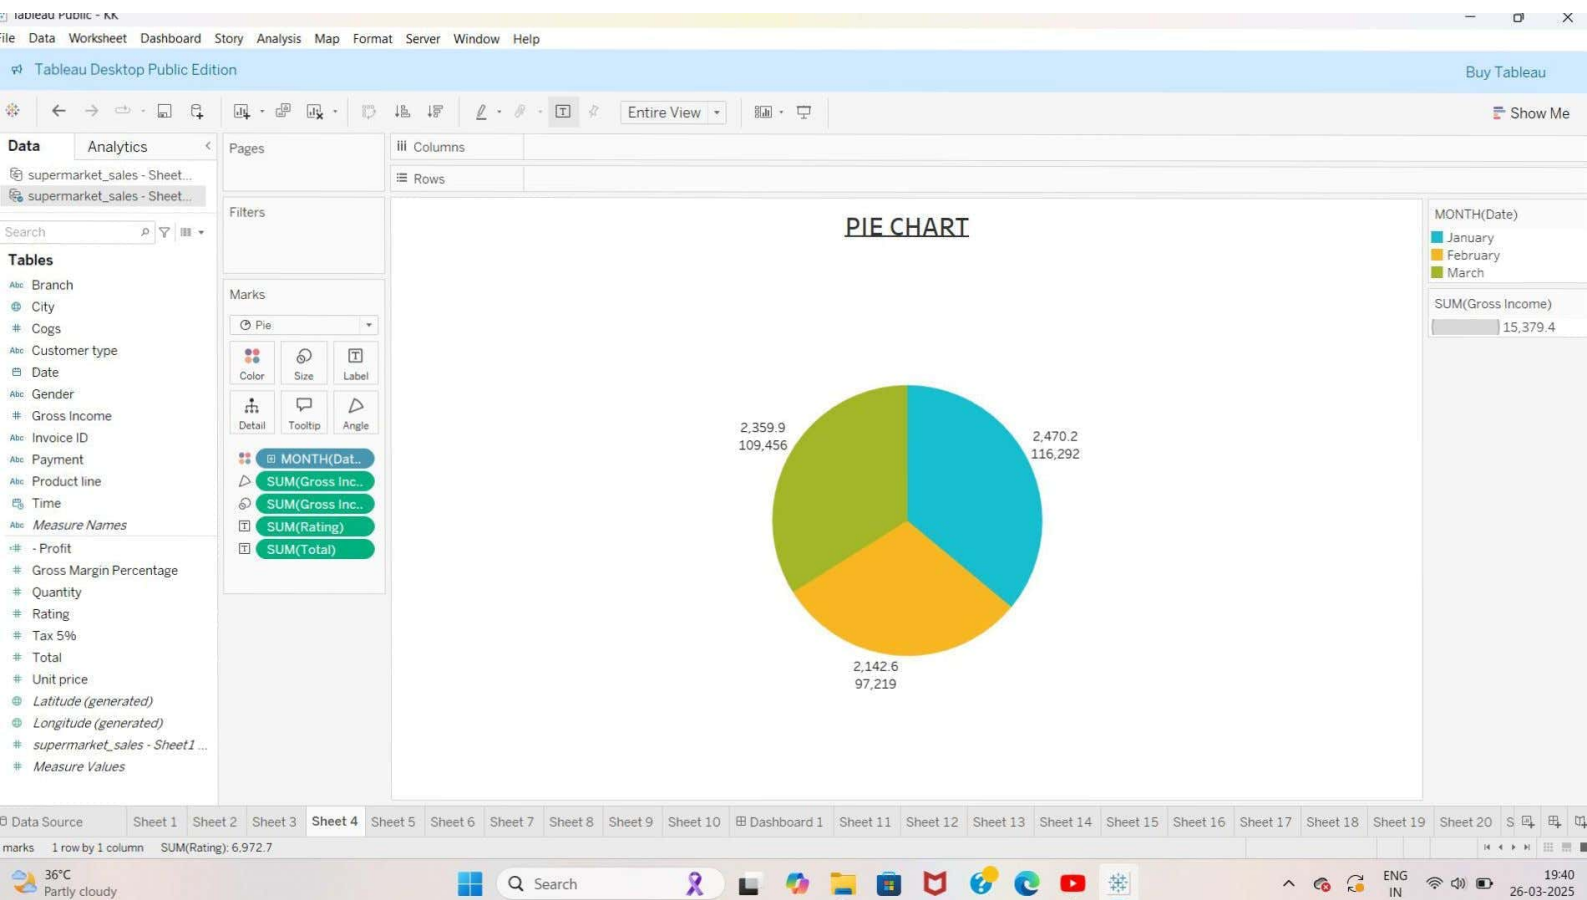 Tableau Public - KK
File Data Worksheet Dashboard Story Analysis Map Format Server Window Help
Tableau Desktop Public Edition
Buy Tableau
Entire View
Show Me
Data
Analytics
supermarket_sales - Sheet...
supermarket_sales - Sheet...
Search
Tables
Abc Branch
City
# Cogs
Abc Customer type
Date
Abc Gender
# Gross Income
Abc Invoice ID
Abc Payment
Abc Product line
Time
Abc Measure Names
=# - Profit
# Gross Margin Percentage
# Quantity
# Rating
# Tax 5%
# Total
# Unit price
Latitude (generated)
Longitude (generated)
# supermarket_sales - Sheet1 ...
# Measure Values
Pages
Filters
Marks
Pie
Color Size Label
Detail Tooltip Angle
MONTH(Dat..
SUM(Gross Inc..
SUM(Gross Inc..
SUM(Rating)
SUM(Total)
iii Columns
Rows
PIE CHART
2,359.9
109,456
2,470.2
116,292
2,142.6
97,219
MONTH(Date)
January
February
March
SUM(Gross Income)
15,379.4
Data Source Sheet 1 Sheet 2 Sheet 3 Sheet 4 Sheet 5 Sheet 6 Sheet 7 Sheet 8 Sheet 9 Sheet 10 Dashboard 1 Sheet 11 Sheet 12 Sheet 13 Sheet 14 Sheet 15 Sheet 16 Sheet 17 Sheet 18 Sheet 19 Sheet 20 S
marks 1 row by 1 column SUM(Rating): 6,972.7
36°C
Partly cloudy
Search
ENG
IN
19:40
26-03-2025